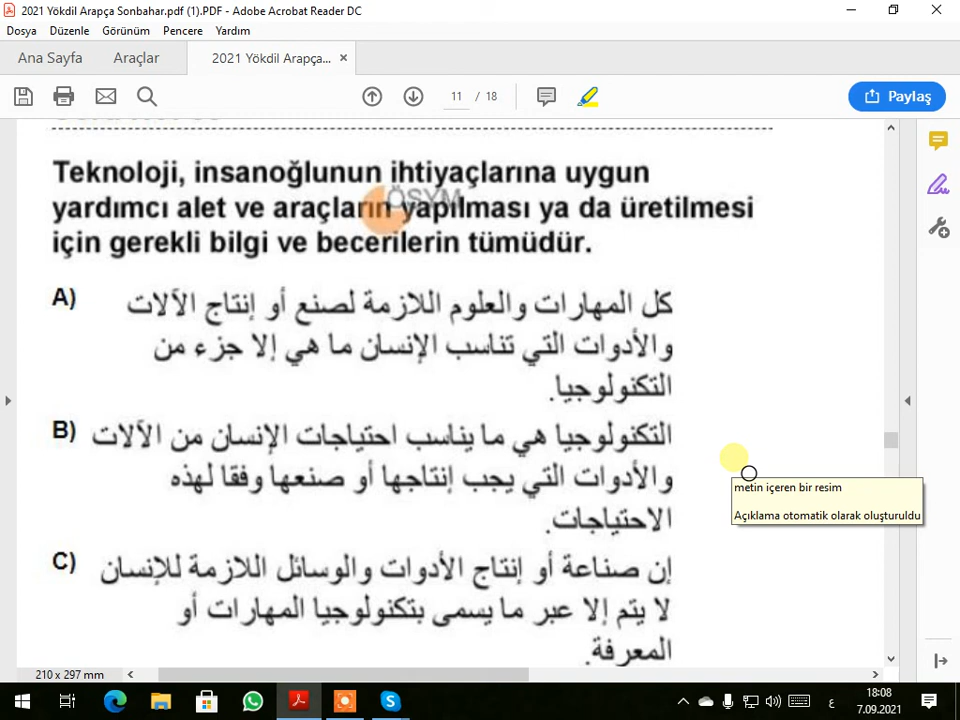 2021 Yökdil Arapça Sonbahar.pdf (1).PDF - Adobe Acrobat Reader DC
Dosya Düzenle Görünüm Pencere Yardım
Ana Sayfa Araçlar 2021 Yökdil Arapça... ×
11 / 18 Paylaş
Teknoloji, insanoğlunun ihtiyaçlarına uygun
ÖSYM
yardımcı alet ve araçların yapılması ya da üretilmesi
için gerekli bilgi ve becerilerin tümüdür.
A) كل المهارات والعلوم اللازمة لصنع أو إنتاج الآلات
والأدوات التي تناسب الإنسان ما هي إلا جزء من
التكنولوجيا.
B) التكنولوجيا هي ما يناسب احتياجات الإنسان من الآلات
والأدوات التي يجب إنتاجها أو صنعها وفقا لهذه
الاحتياجات.
metin içeren bir resim
Açıklama otomatik olarak oluşturuldu
C) إن صناعة أو إنتاج الأدوات والوسائل اللازمة للإنسان
لا يتم إلا عبر ما يسمى بتكنولوجيا المهارات أو
المعرفة.
210 x 297 mm
ع 18:08
7.09.2021